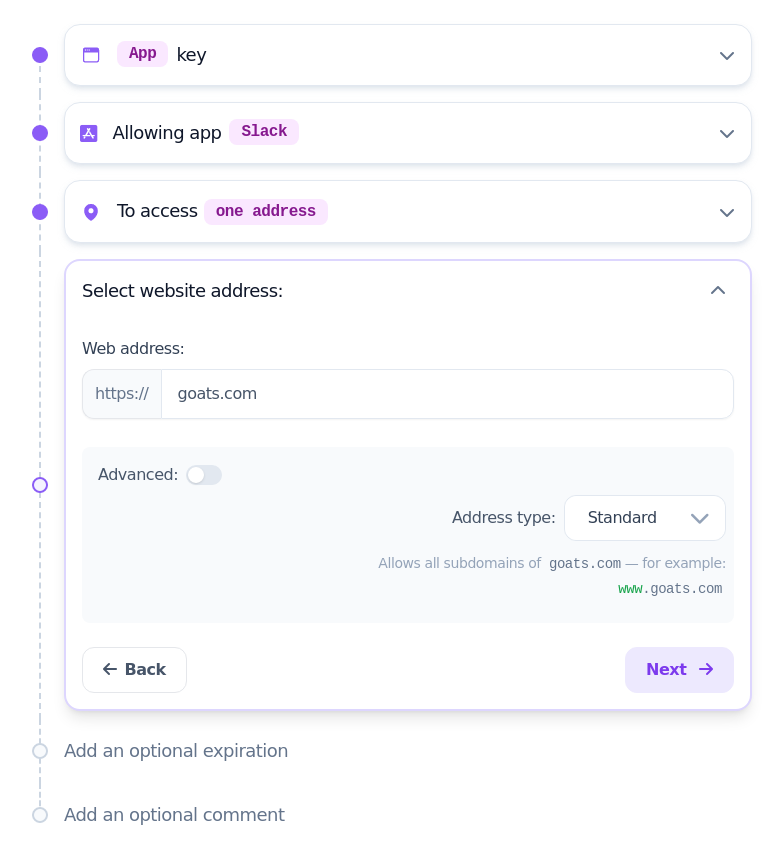 App key
Allowing app Slack
To access one address
Select website address:
Web address:
https:// goats.com
Advanced:
Address type: Standard
Allows all subdomains of goats.com — for example:
www.goats.com
Back Next
Add an optional expiration
Add an optional comment